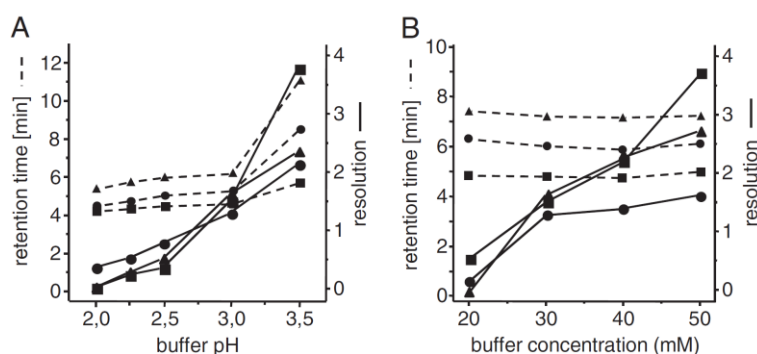 A
retention time [min]
12
10
8
6
4
2
0
2,0 2,5 3,0 3,5
buffer pH
4
3
2
1
0
resolution
B
retention time [min]
10
8
6
4
2
0
20 30 40 50
buffer concentration (mM)
4
3
2
1
0
resolution